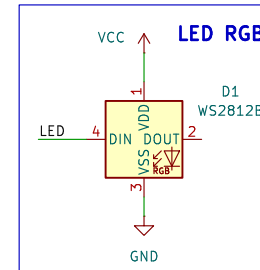 LED RGB
VCC
D1
WS2812B
1
VDD
LED
4
DIN
DOUT
2
VSS
RGB
3
GND